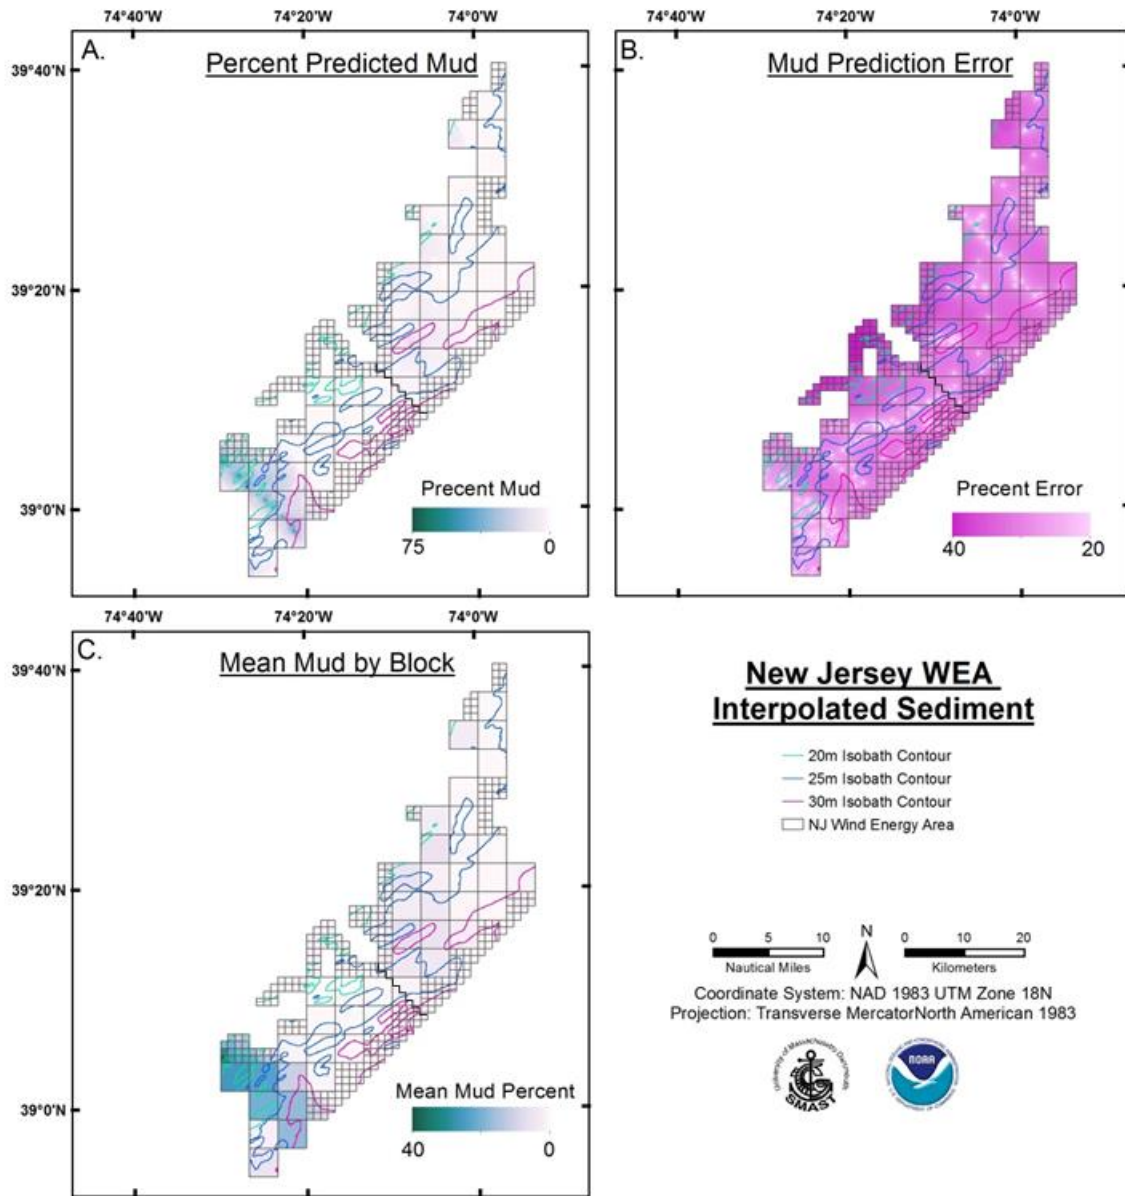 74°40'W 74°20'W 74°0'W
74°40'W 74°20'W 74°0'W
A.
Percent Predicted Mud
B.
Mud Prediction Error
39°40'N
39°20'N
39°0'N
Precent Mud
75 0
Precent Error
40 20
74°40'W 74°20'W 74°0'W
C.
Mean Mud by Block
39°40'N
39°20'N
39°0'N
Mean Mud Percent
40 0
New Jersey WEA
Interpolated Sediment
20m Isobath Contour
25m Isobath Contour
30m Isobath Contour
NJ Wind Energy Area
N
0 5 10
Nautical Miles
0 10 20
Kilometers
Coordinate System: NAD 1983 UTM Zone 18N
Projection: Transverse MercatorNorth American 1983
University of Massachusetts Dartmouth
SMAST
NOAA